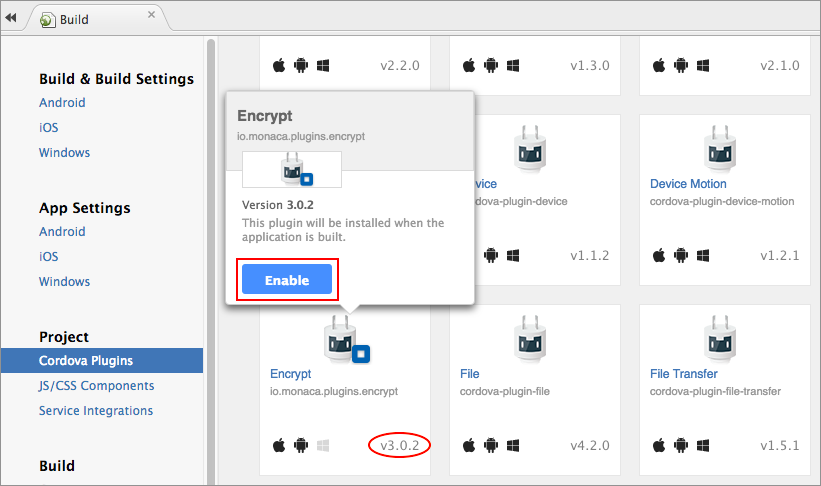 Build
Build & Build Settings
Android
iOS
Windows
App Settings
Android
iOS
Windows
Project
Cordova Plugins
JS/CSS Components
Service Integrations
Build
v2.2.0
v1.3.0
v2.1.0
Encrypt
io.monaca.plugins.encrypt
Version 3.0.2
This plugin will be installed when the
application is built.
Enable
cordova-plugin-device
v1.1.2
Device Motion
cordova-plugin-device-motion
v1.2.1
Encrypt
io.monaca.plugins.encrypt
v3.0.2
File
cordova-plugin-file
v4.2.0
File Transfer
cordova-plugin-file-transfer
v1.5.1